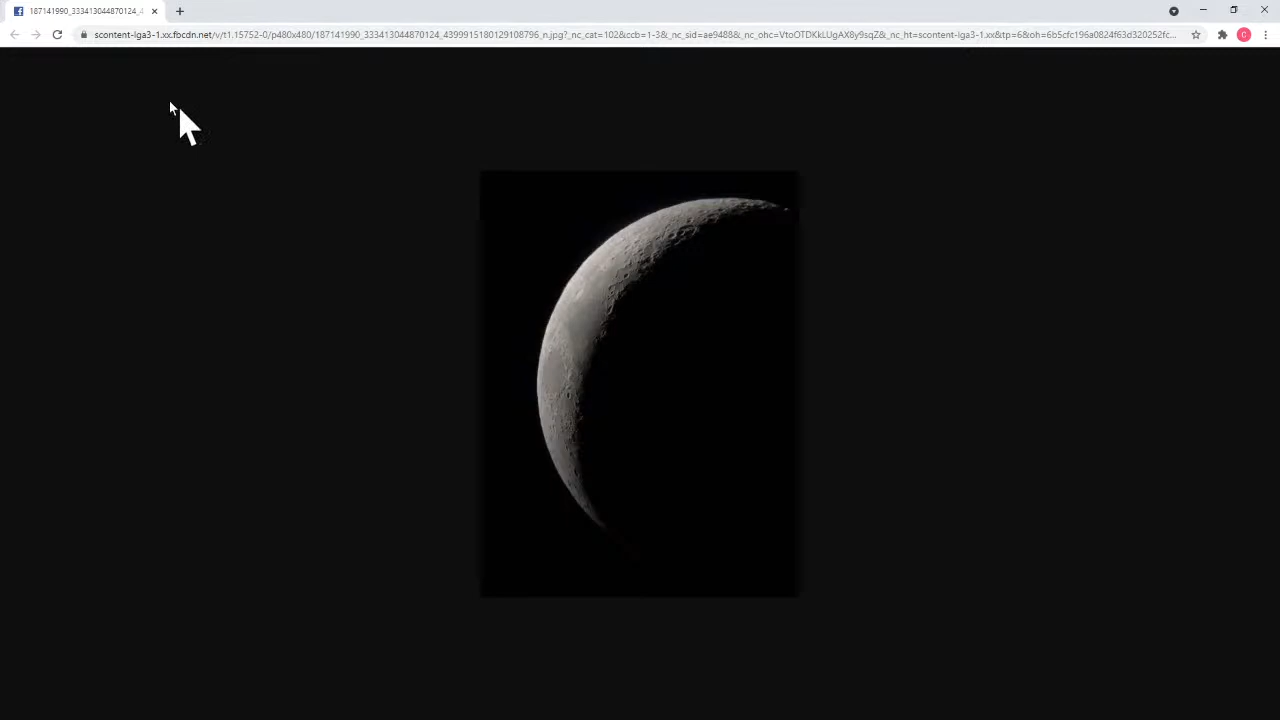 187141990_333413044870124_4
scontent-lga3-1.xx.fbcdn.net/v/t1.15752-0/p480x480/187141990_333413044870124_4399915180129108796_n.jpg?_nc_cat=102&ccb=1-3&_nc_sid=ae9488&_nc_ohc=VtoOTDKkLUgAX8y9sqZ&_nc_ht=scontent-lga3-1.xx&tp=6&oh=6b5cfc196a0824f63d320252fc...
C